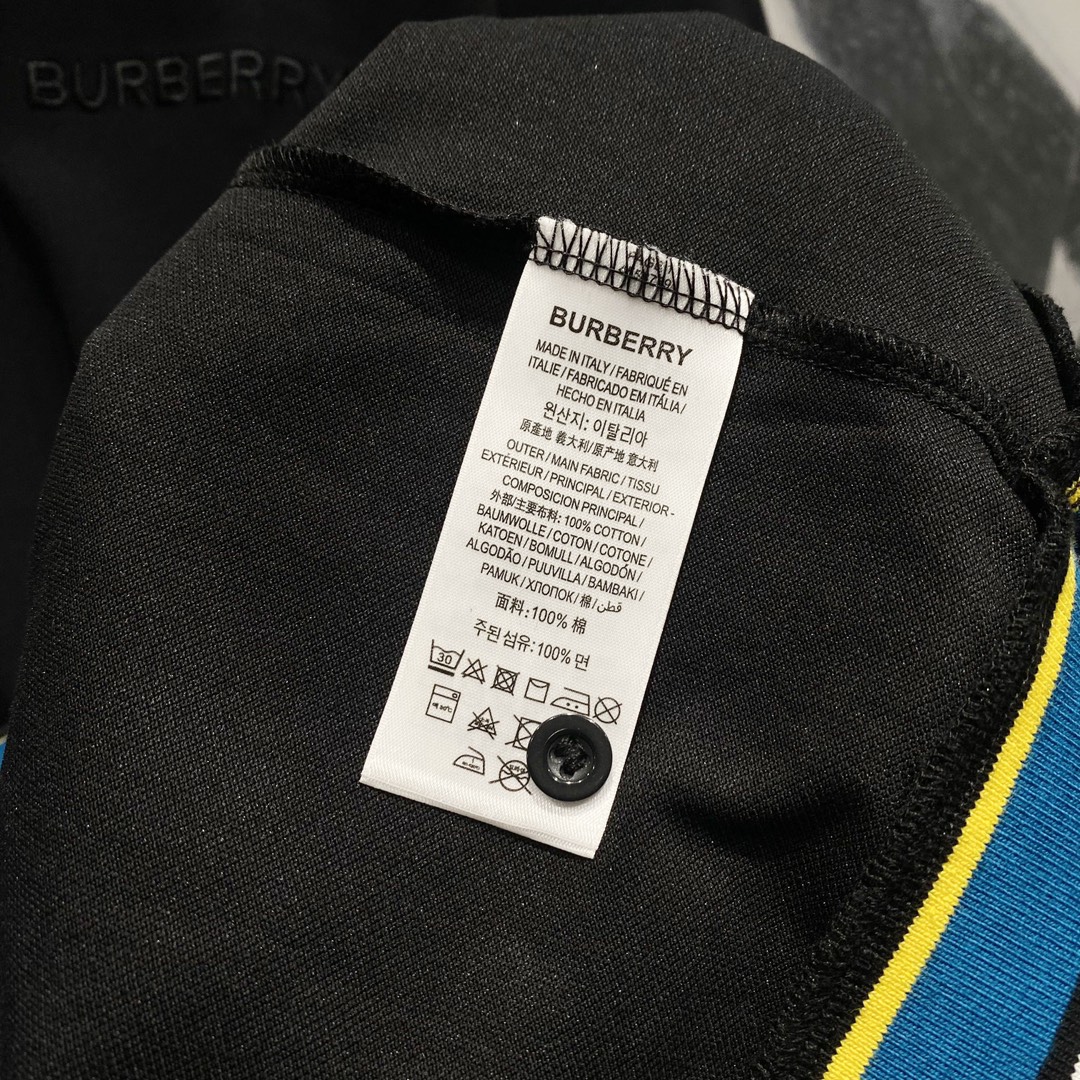 BURBERRY
BURBERRY
MADE IN ITALY / FABRIQUÉ EN
ITALIE / FABRICADO EM ITÁLIA /
HECHO EN ITALIA
원산지: 이탈리아
原產地 義大利/原产地 意大利
OUTER / MAIN FABRIC / TISSU
EXTÉRIEUR / PRINCIPAL / EXTERIOR-
COMPOSICION PRINCIPAL /
外部/主要布料: 100% COTTON /
BAUMWOLLE / COTON / COTONE /
KATOEN / BOMULL / ALGODÓN /
ALGODÃO / PUUVILLA / BAMBAKI /
PAMUK / ХЛОПОК / 棉 / قطن
面料:100% 棉
주된 섬유:100% 면
30